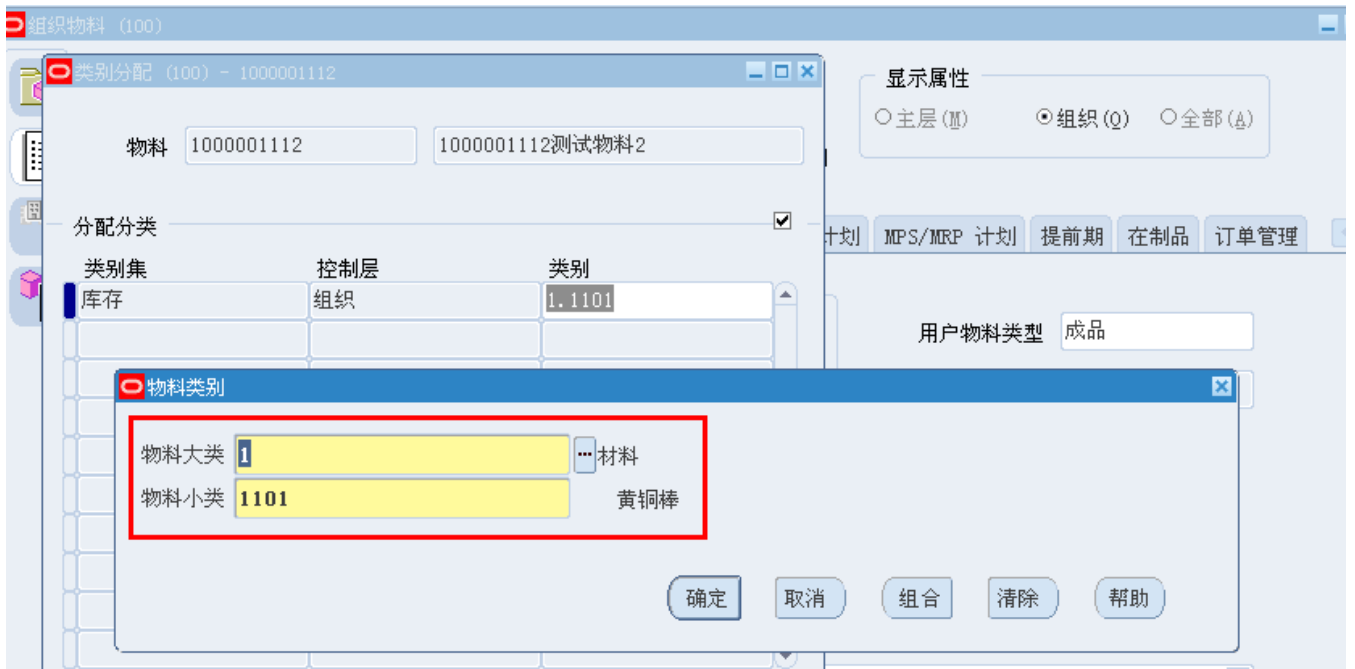 组织物料 (100)
类别分配 (100) - 1000001112
显示属性
主层(M) 组织(O) 全部(A)
物料 1000001112 1000001112测试物料2
分配分类
计划 MPS/MRP 计划 提前期 在制品 订单管理
类别集 控制层 类别
库存 组织 1.1101
用户物料类型 成品
物料类别
物料大类 1 材料
物料小类 1101 黄铜棒
确定 取消 组合 清除 帮助